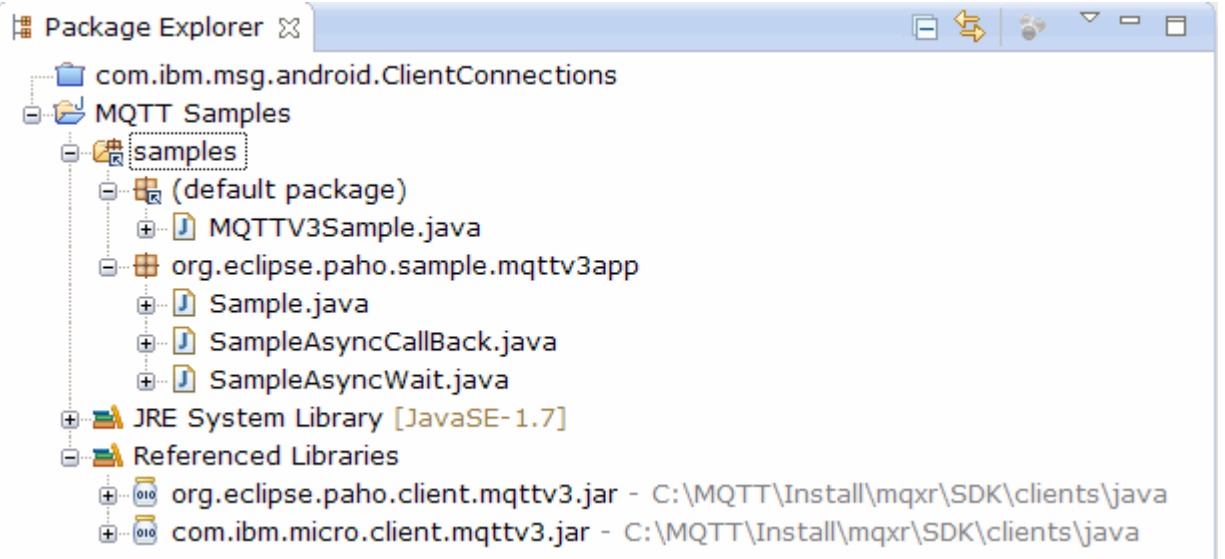 Package Explorer
com.ibm.msg.android.ClientConnections
MQTT Samples
samples
(default package)
MQTTV3Sample.java
org.eclipse.paho.sample.mqttv3app
Sample.java
SampleAsyncCallBack.java
SampleAsyncWait.java
JRE System Library [JavaSE-1.7]
Referenced Libraries
org.eclipse.paho.client.mqttv3.jar - C:\MQTT\Install\mqxr\SDK\clients\java
com.ibm.micro.client.mqttv3.jar - C:\MQTT\Install\mqxr\SDK\clients\java